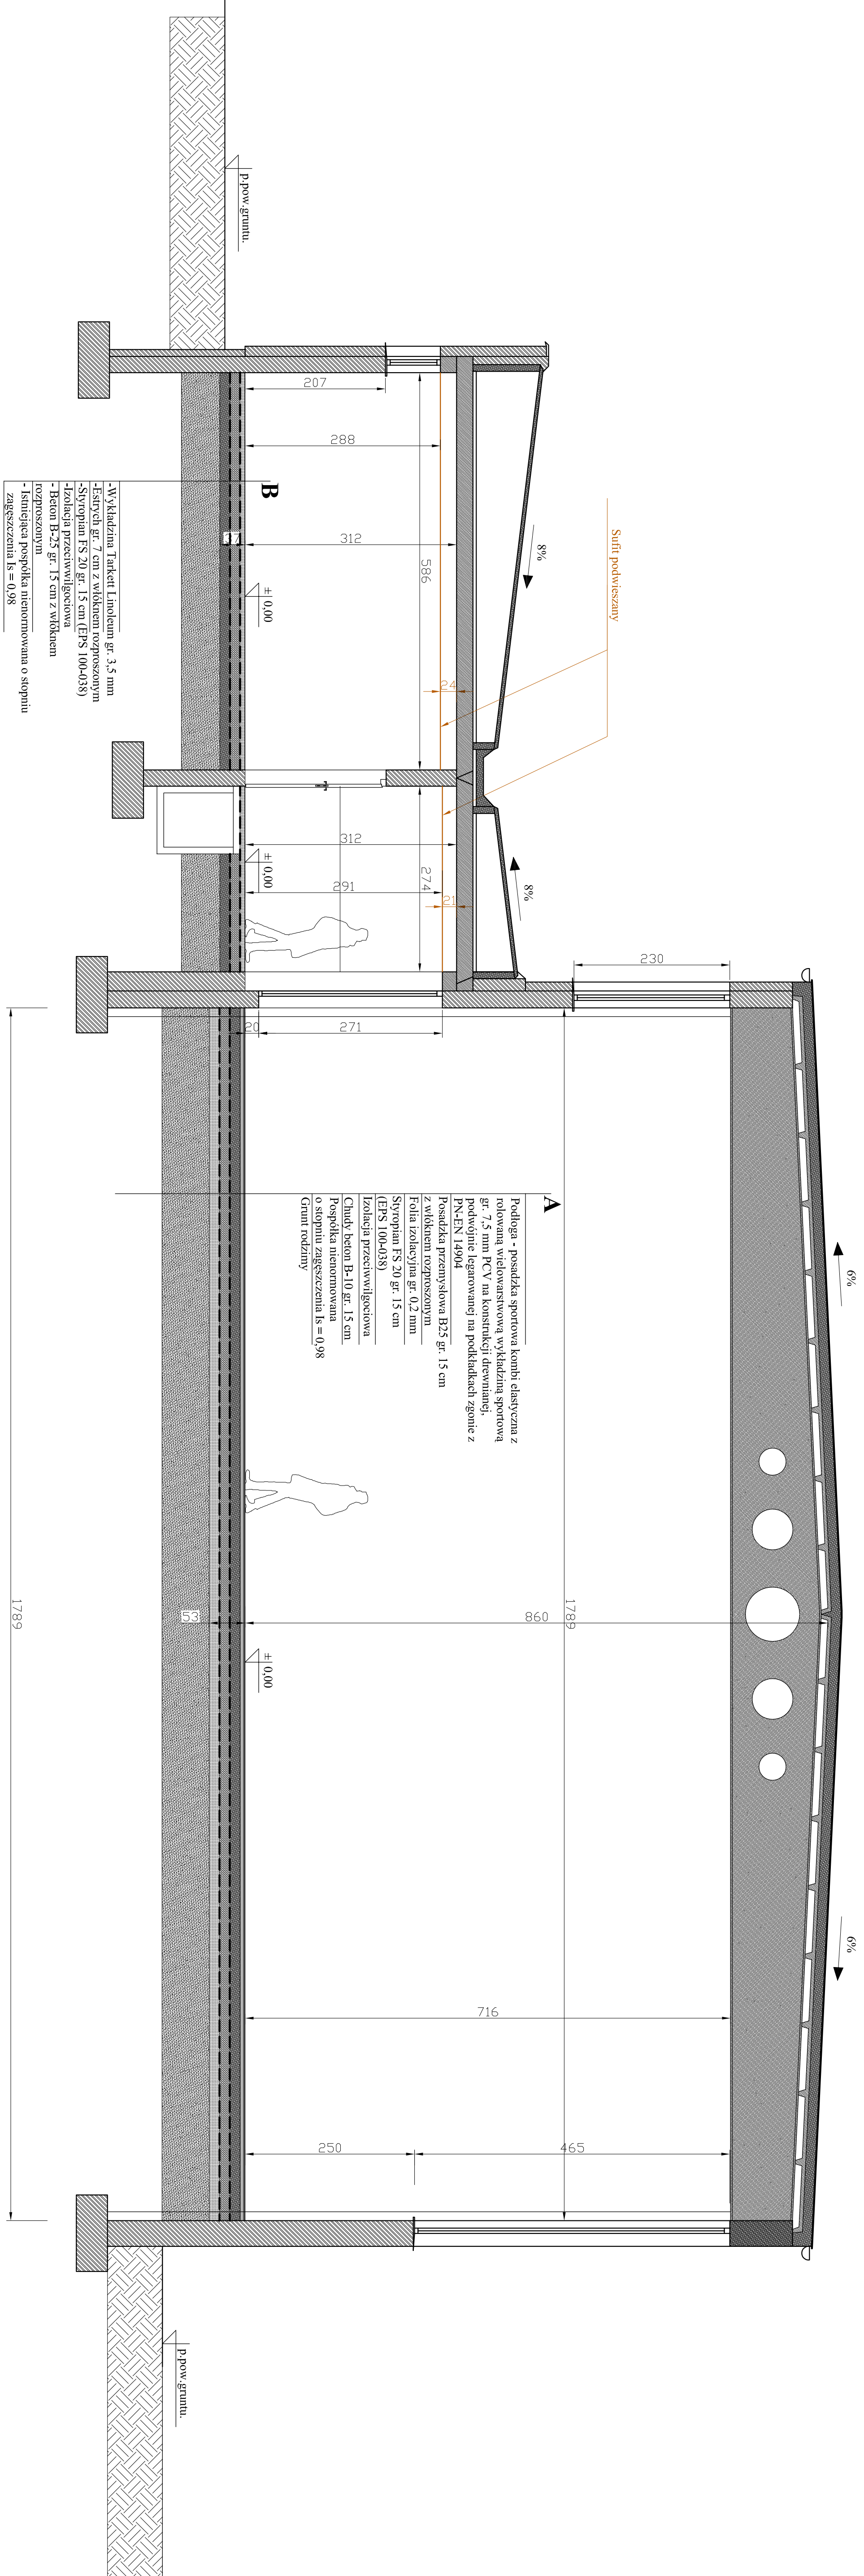 p.pow.gruntu.
8%
8%
6%
6%
Sufit podwieszany
207
288
312
37
586
24
± 0,00
312
291
274
21
± 0,00
230
271
20
1789
860
53
716
250
465
± 0,00
B
-Wykładzina Tarkett Linoleum gr. 3,5 mm
-Estrych gr. 7 cm z włóknem rozproszonym
-Styropian FS 20 gr. 15 cm (EPS 100-038)
-Izolacja przeciwwilgociowa
- Beton B-25 gr. 15 cm z włóknem
rozproszonym
- Istniejąca pospółka nienormowana o stopniu
zagęszczenia Is = 0,98
A
Podłoga - posadzka sportowa kombi elastyczna z
rolowaną wielowarstwową wykładziną sportową
gr. 7,5 mm PCV na konstrukcji drewnianej,
podwójnie legarowanej na podkładkach zgonie z
PN-EN 14904
Posadzka przemysłowa B25 gr. 15 cm
z włóknem rozproszonym
Folia izolacyjna gr. 0,2 mm
Styropian FS 20 gr. 15 cm
(EPS 100-038)
Izolacja przeciwwilgociowa
Chudy beton B-10 gr. 15 cm
Pospółka nienormowana
o stopniu zagęszczenia Is = 0,98
Grunt rodzimy
1789
p.pow.gruntu.